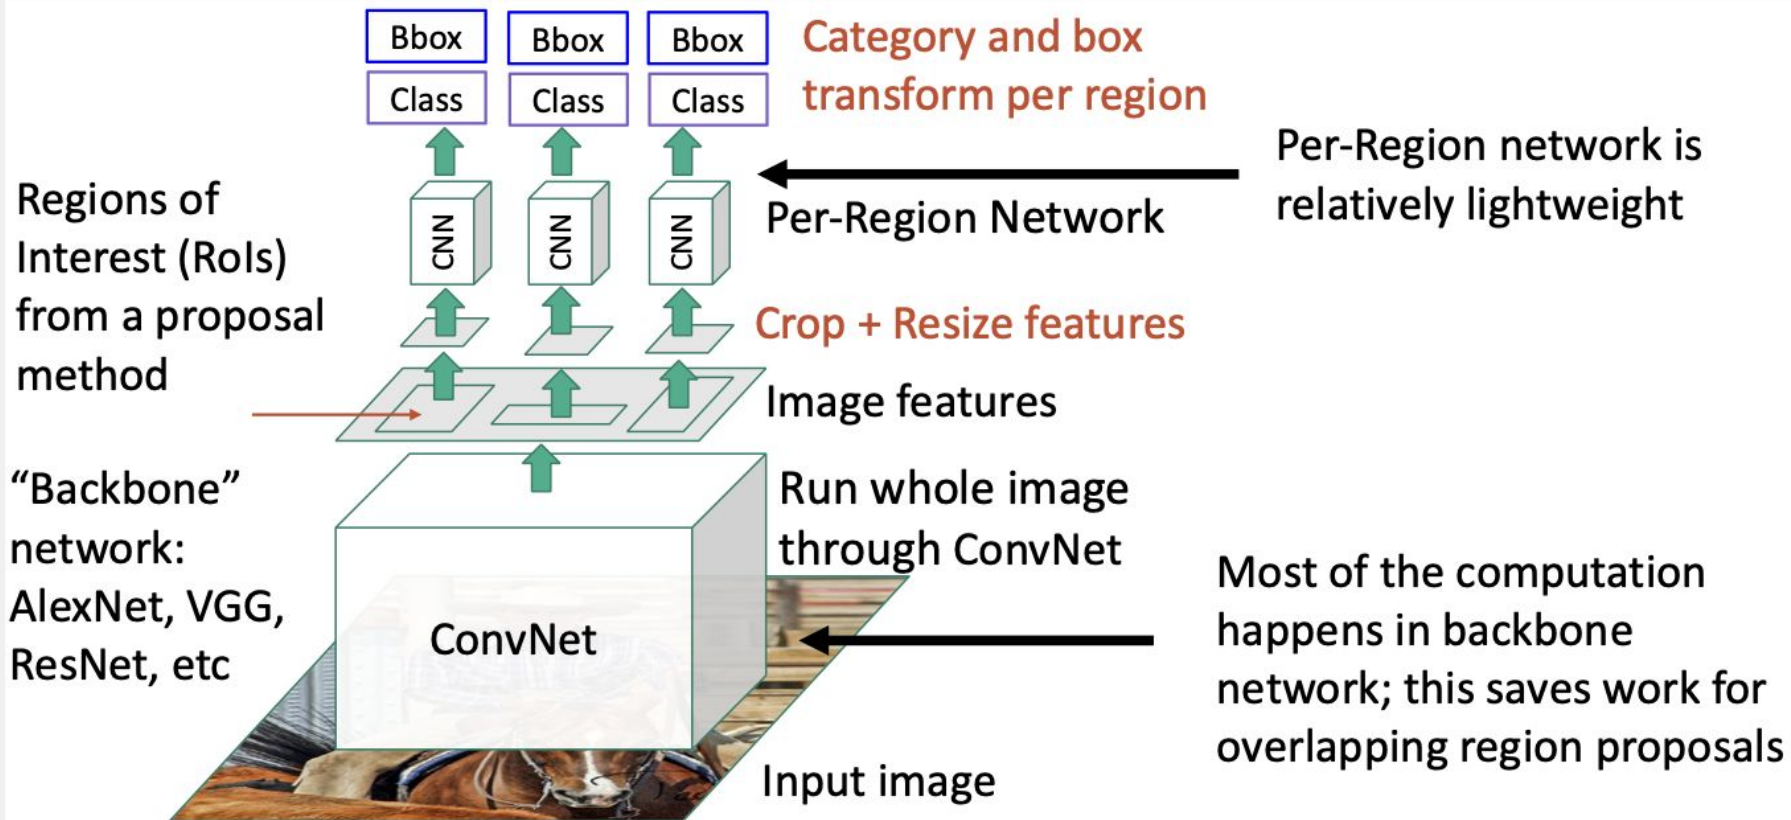 Bbox
Bbox
Bbox
Class
Class
Class
Category and box
transform per region
Per-Region network is
relatively lightweight
CNN
CNN
CNN
Per-Region Network
Regions of
Interest (RoIs)
from a proposal
method
Crop + Resize features
Image features
“Backbone”
network:
AlexNet, VGG,
ResNet, etc
Run whole image
through ConvNet
ConvNet
Most of the computation
happens in backbone
network; this saves work for
overlapping region proposals
Input image